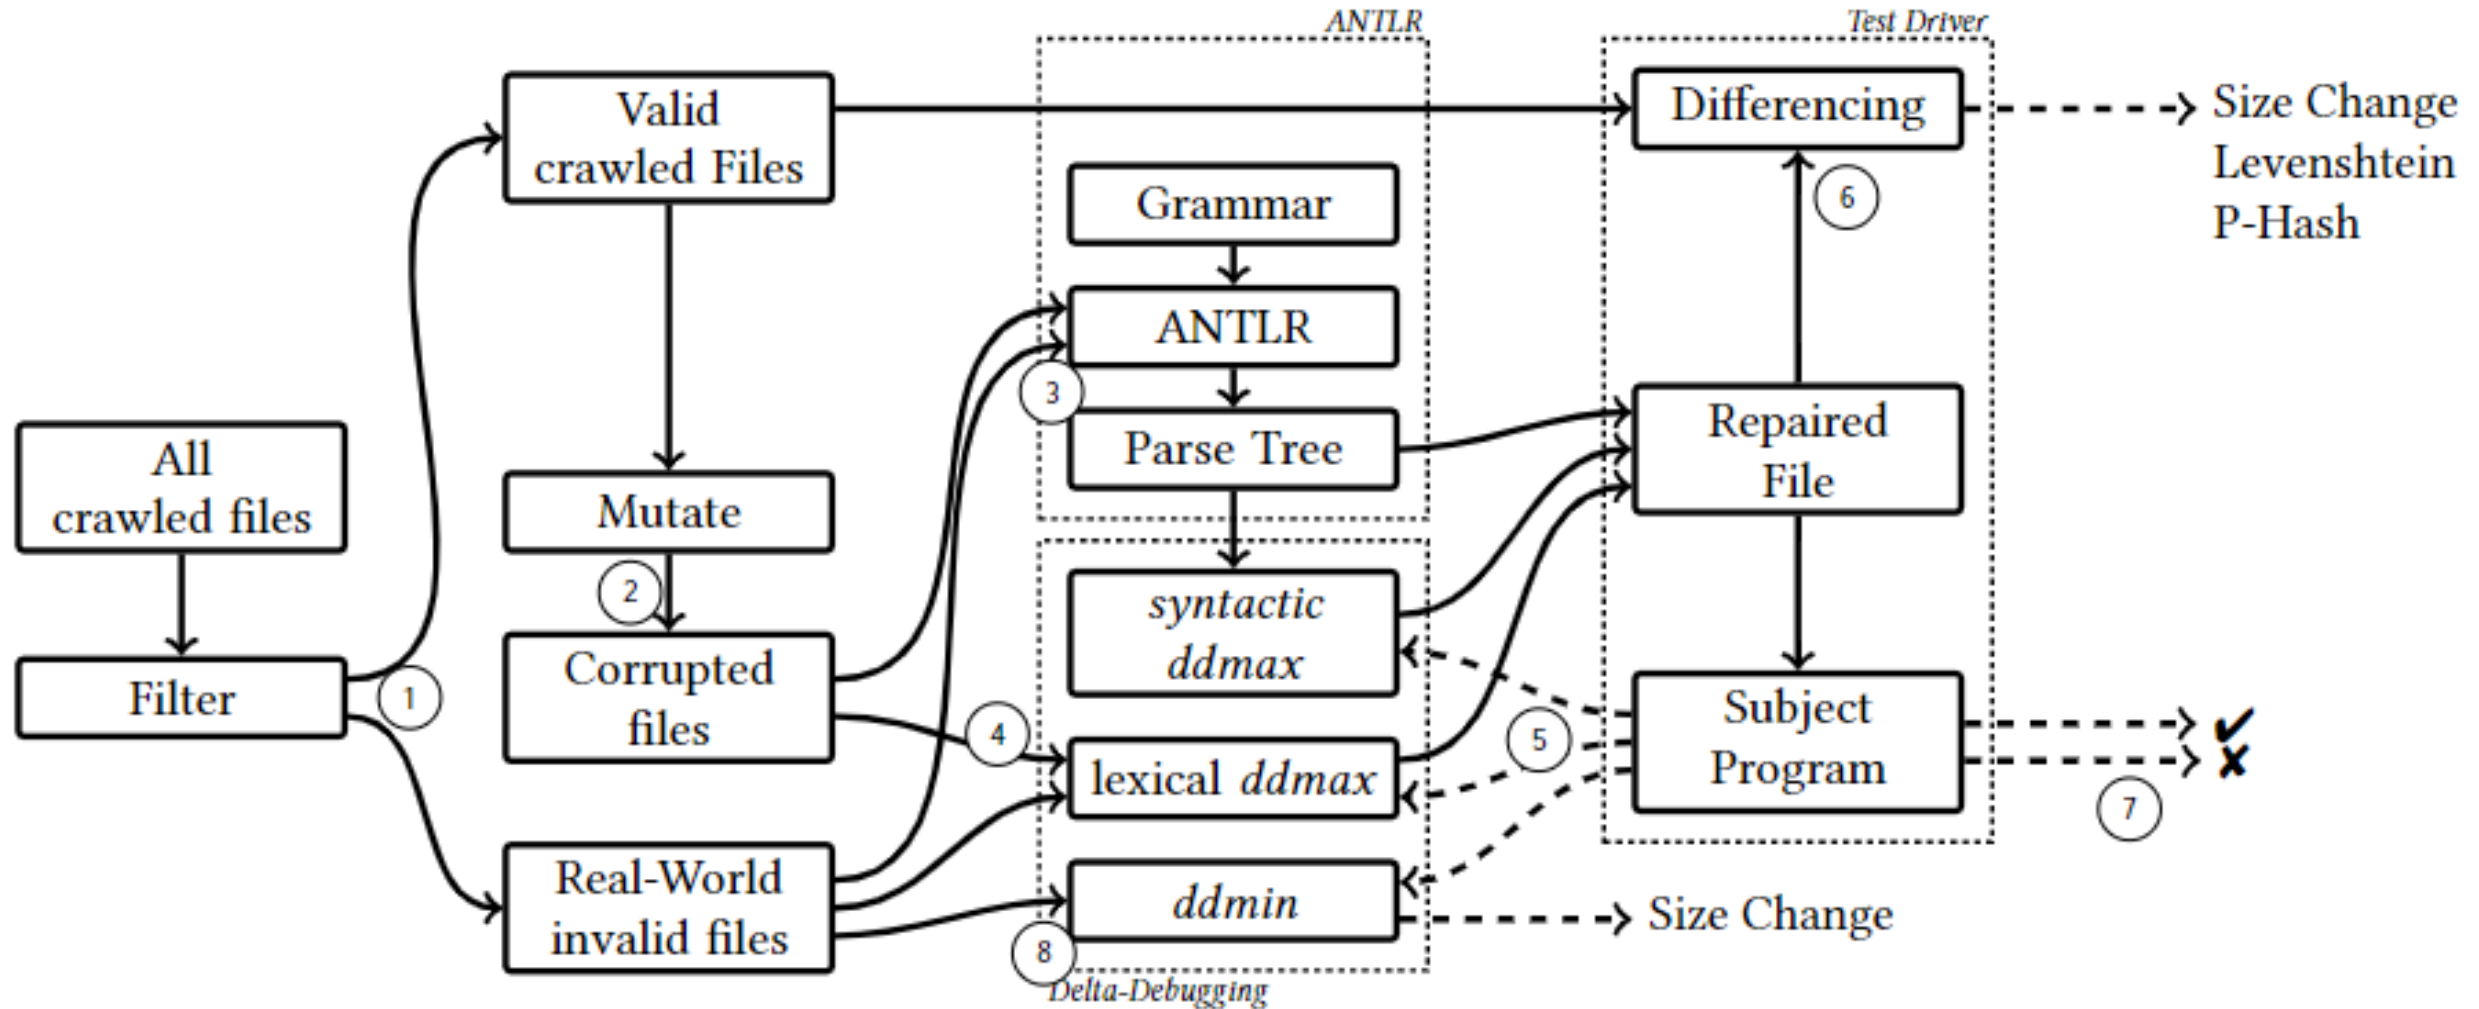 ANTLR
Test Driver
Valid
crawled Files
Differencing
Size Change
Levenshtein
P-Hash
6
Grammar
ANTLR
3
Parse Tree
Repaired
File
All
crawled files
Mutate
2
syntactic
ddmax
Filter
1
Corrupted
files
4
lexical ddmax
5
Subject
Program
✔
✘
7
Real-World
invalid files
ddmin
8
Size Change
Delta-Debugging